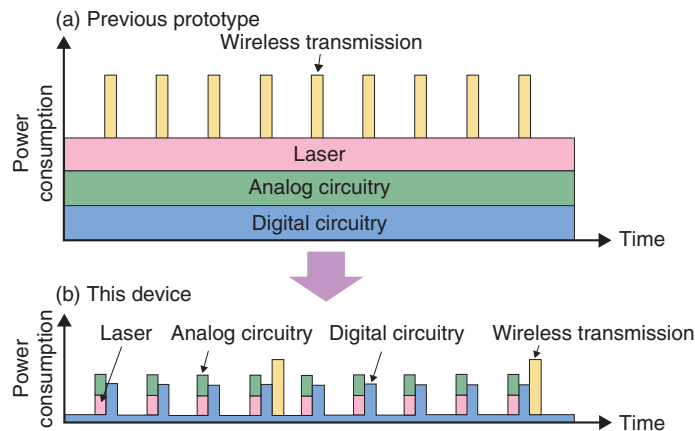 (a) Previous prototype
Wireless transmission
Power
consumption
Laser
Analog circuitry
Digital circuitry
Time
(b) This device
Laser
Analog circuitry
Digital circuitry
Wireless transmission
Power
consumption
Time